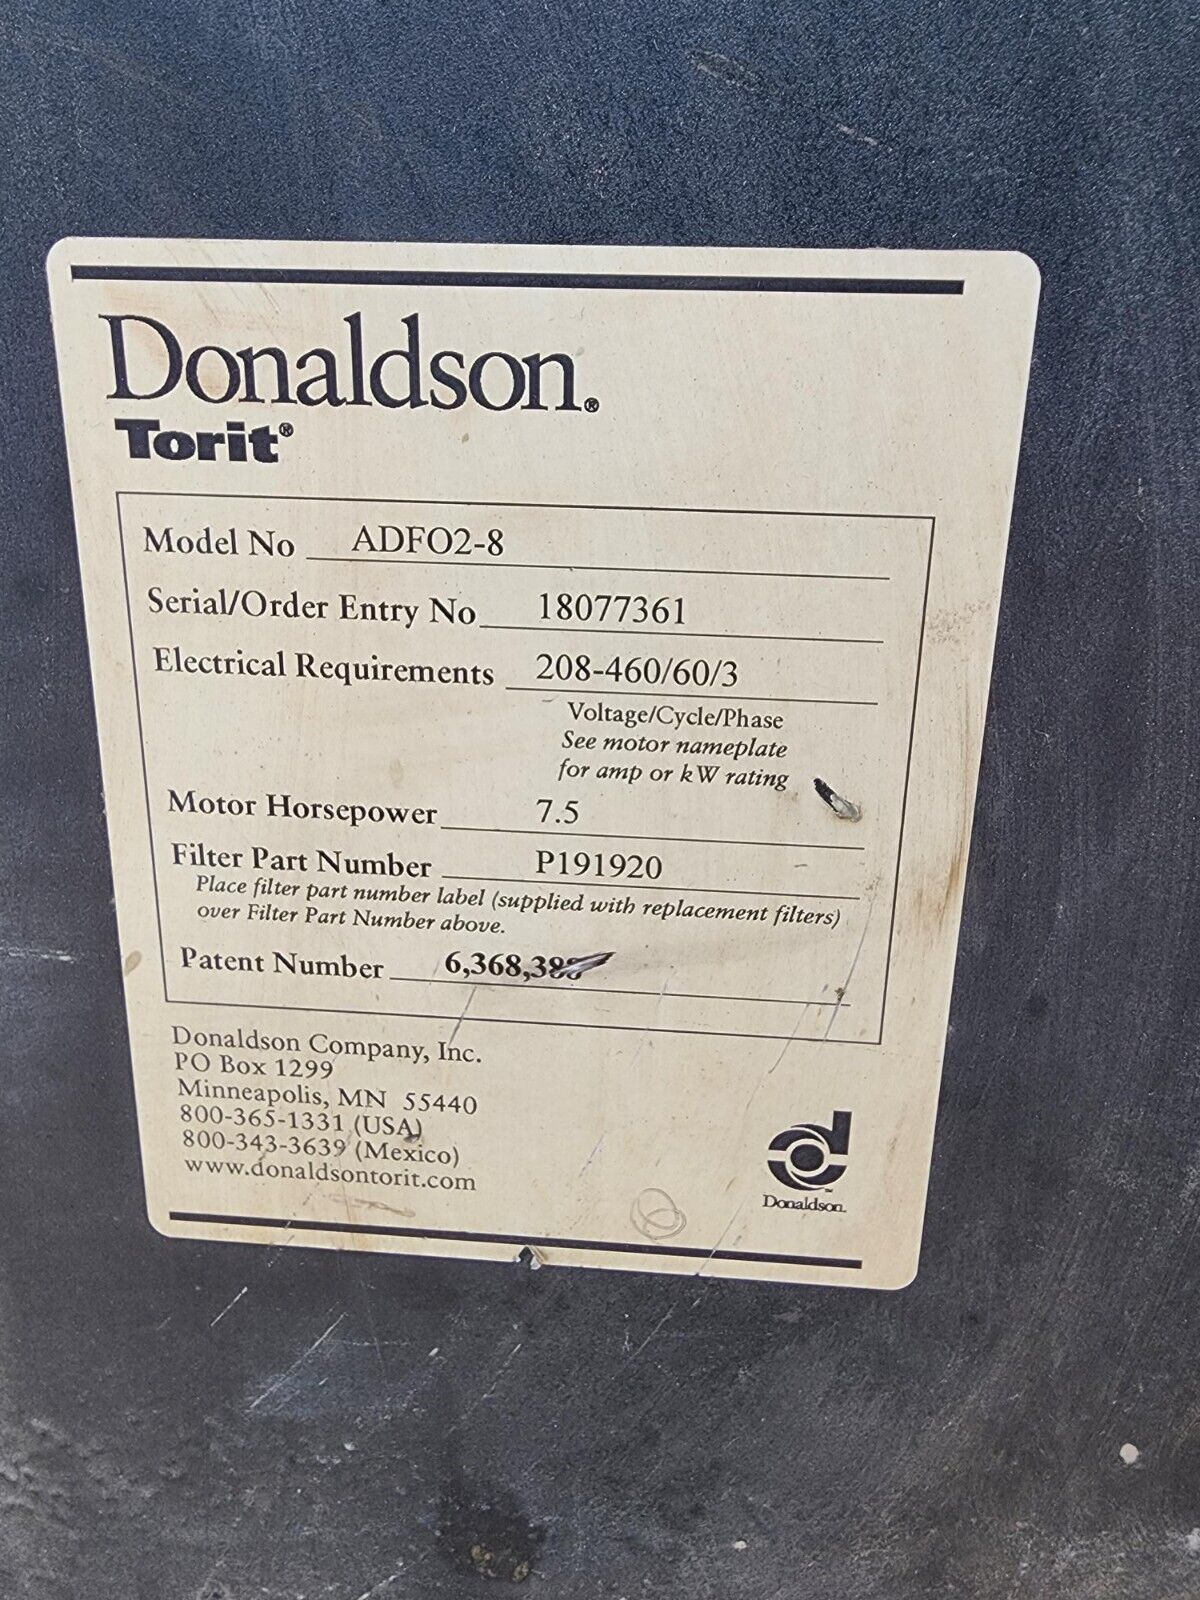 Donaldson®
Torit®
Model No ADFO2-8
Serial/Order Entry No 18077361
Electrical Requirements 208-460/60/3
Voltage/Cycle/Phase
See motor nameplate
for amp or kW rating
Motor Horsepower 7.5
Filter Part Number P191920
Place filter part number label (supplied with replacement filters)
over Filter Part Number above.
Patent Number 6,368,388
Donaldson Company, Inc.
PO Box 1299
Minneapolis, MN 55440
800-365-1331 (USA)
800-343-3639 (Mexico)
www.donaldsontorit.com
Donaldson.